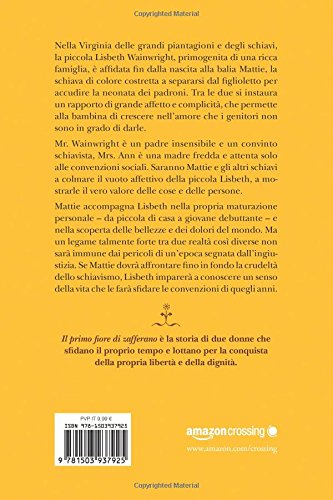 Nella Virginia delle grandi piantagioni e degli schiavi,
la piccola Lisbeth Wainwright, primogenita di una ricca
famiglia, è affidata fin dalla nascita alla balia Mattie, la
schiava di colore costretta a separarsi dal figlioletto per
accudire la neonata dei padroni. Tra le due si instaura
un rapporto di grande affetto e complicità, che permette
alla bambina di crescere nell'amore che i genitori non
sono in grado di darle.
Mr. Wainwright è un padre insensibile e un convinto
schiavista, Mrs. Ann è una madre fredda e attenta solo
alle convenzioni sociali. Saranno Mattie e gli altri schiavi
a colmare il vuoto affettivo della piccola Lisbeth, a mo-
strarle il vero valore delle cose e delle persone.
Mattie accompagna Lisbeth nella propria maturazione
personale – da piccola di casa a giovane debuttante – e
nella scoperta delle bellezze e dei dolori del mondo. Ma
un legame talmente forte tra due realtà così diverse non
sarà immune dai pericoli di un'epoca segnata dall'ingiu-
stizia. Se Mattie dovrà affrontare fino in fondo la crudeltà
dello schiavismo, Lisbeth imparerà a conoscere un senso
della vita che le farà sfidare le convenzioni di quegli anni.
Il primo fiore di zafferano è la storia di due donne che
sfidano il proprio tempo e lottano per la conquista
della propria libertà e della dignità.
PVP IT 9.99 €
ISBN 978-1503937925
9 781503 937925
amazoncrossing
www.amazon.com/crossing